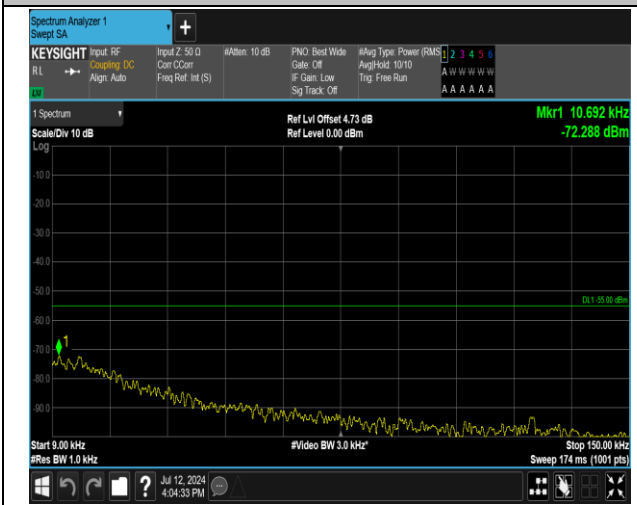 Spectrum Analyzer 1
Swept SA
+
KEYSIGHT Input: RF Input Z: 50 Ω #Atten: 10 dB PNO: Best Wide #Avg Type: Power (RMS 1 2 3 4 5 6
RL Coupling: DC Corr CCorr Gate: Off Avg|Hold: 10/10 A W W W W W
Align: Auto Freq Ref: Int (S) IF Gain: Low Trig: Free Run
Sig Track: Off A A A A A A
1 Spectrum Ref Lvl Offset 4.73 dB Mkr1 10.692 kHz
Scale/Div 10 dB Ref Level 0.00 dBm -72.288 dBm
Log
-10.0
-20.0
-30.0
-40.0
-50.0
DL1 -55.00 dBm
-60.0
1
-70.0
-80.0
-90.0
Start 9.00 kHz #Video BW 3.0 kHz* Stop 150.00 kHz
#Res BW 1.0 kHz Sweep 174 ms (1001 pts)
? Jul 12, 2024
4:04:33 PM